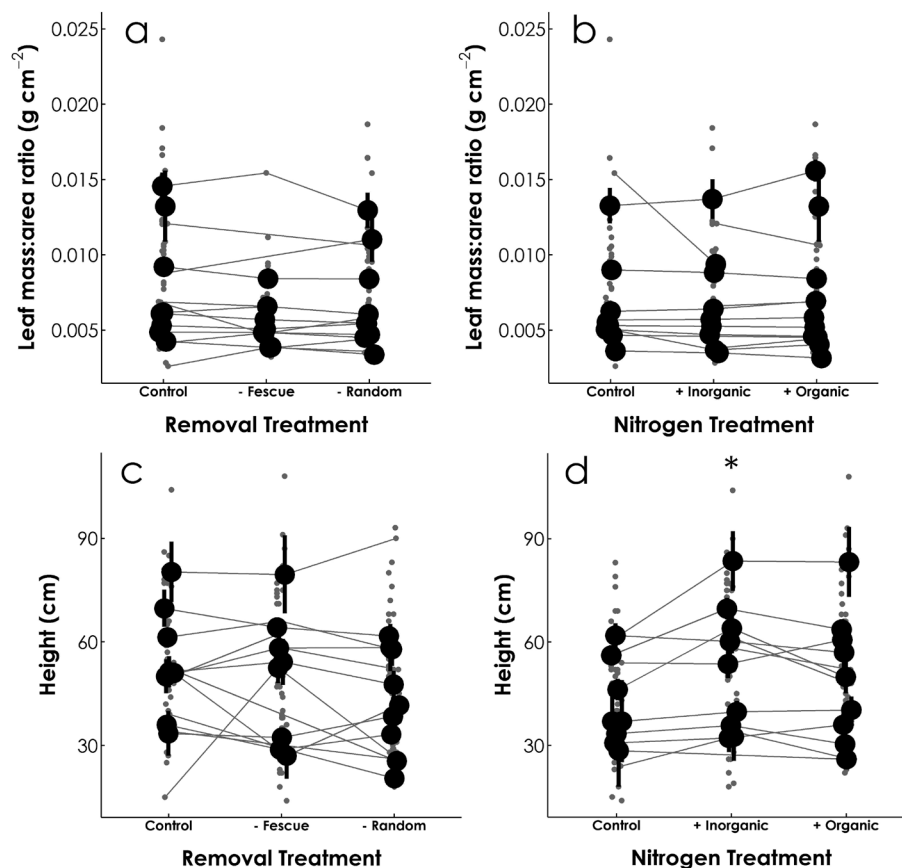 a
b
0.025
0.020
0.015
0.010
0.005
Leaf mass:area ratio (g cm−2)
Control
- Fescue
- Random
Removal Treatment
0.025
0.020
0.015
0.010
0.005
Leaf mass:area ratio (g cm−2)
Control
+ Inorganic
+ Organic
Nitrogen Treatment
c
90
60
30
Height (cm)
Control
- Fescue
- Random
Removal Treatment
d
*
90
60
30
Height (cm)
Control
+ Inorganic
+ Organic
Nitrogen Treatment